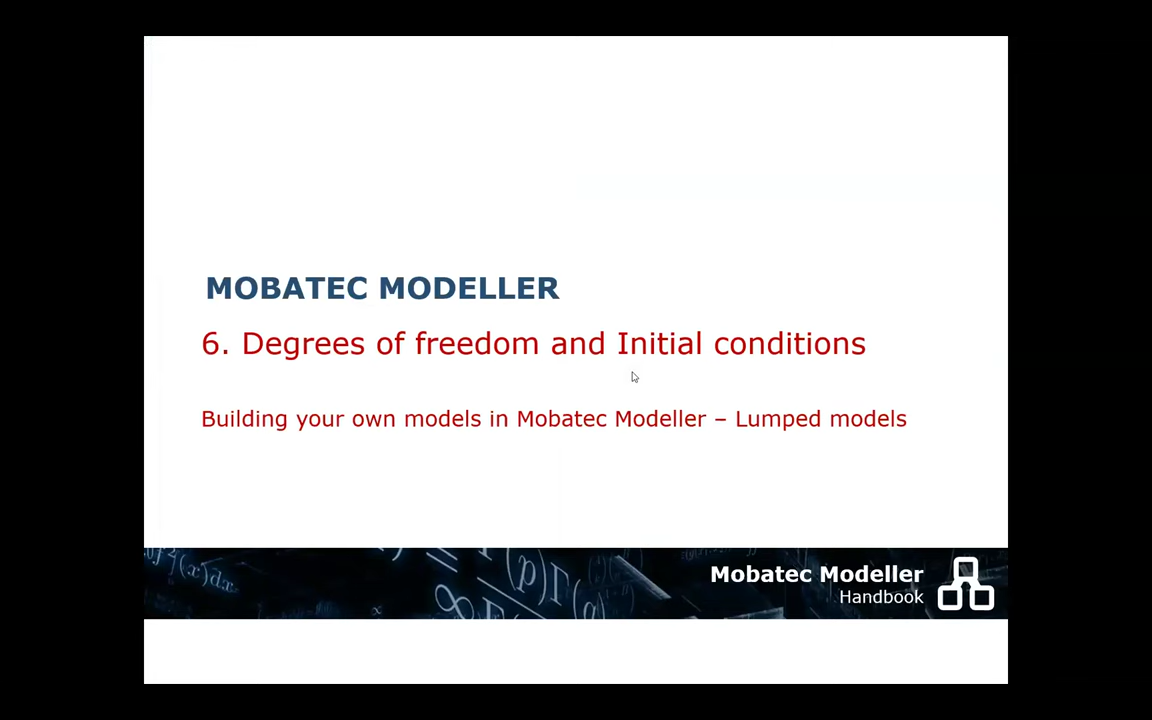 MOBATEC MODELLER
6. Degrees of freedom and Initial conditions
Building your own models in Mobatec Modeller – Lumped models
Mobatec Modeller
Handbook